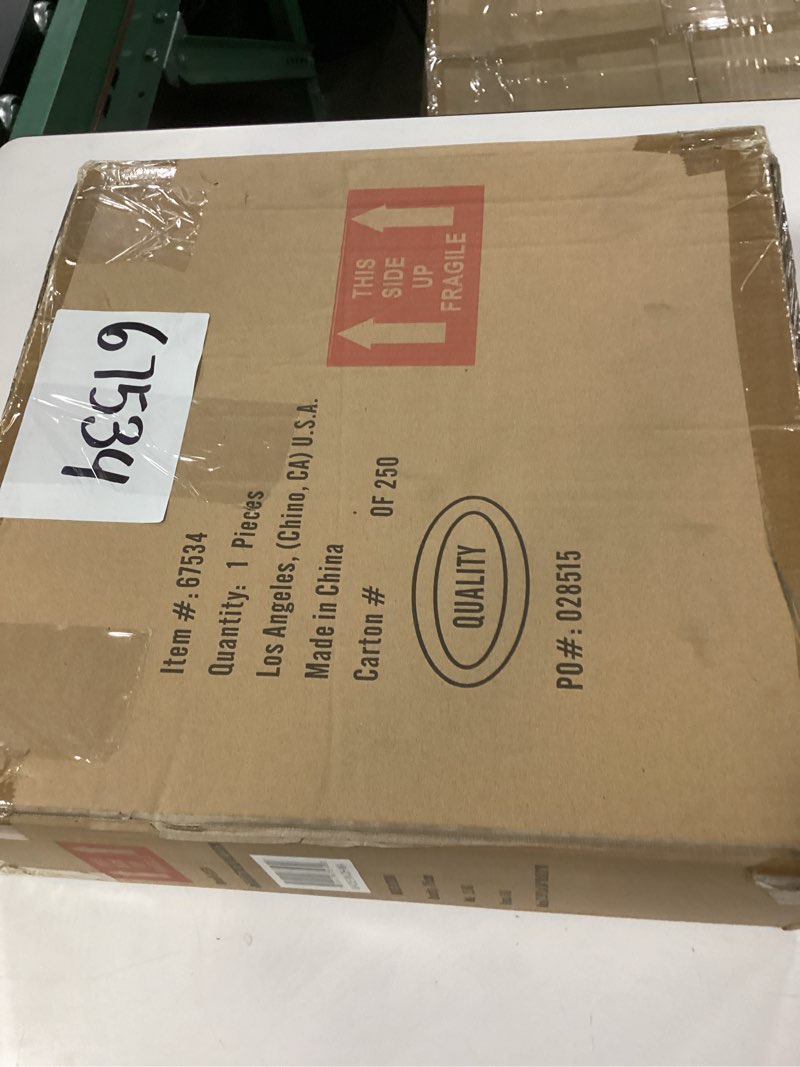 67534
THIS
SIDE
UP
FRAGILE
Item #: 67534
Quantity: 1 Pieces
Los Angeles, (Chino, CA) U.S.A.
Made in China
Carton # OF 250
QUALITY
PO#: 028515